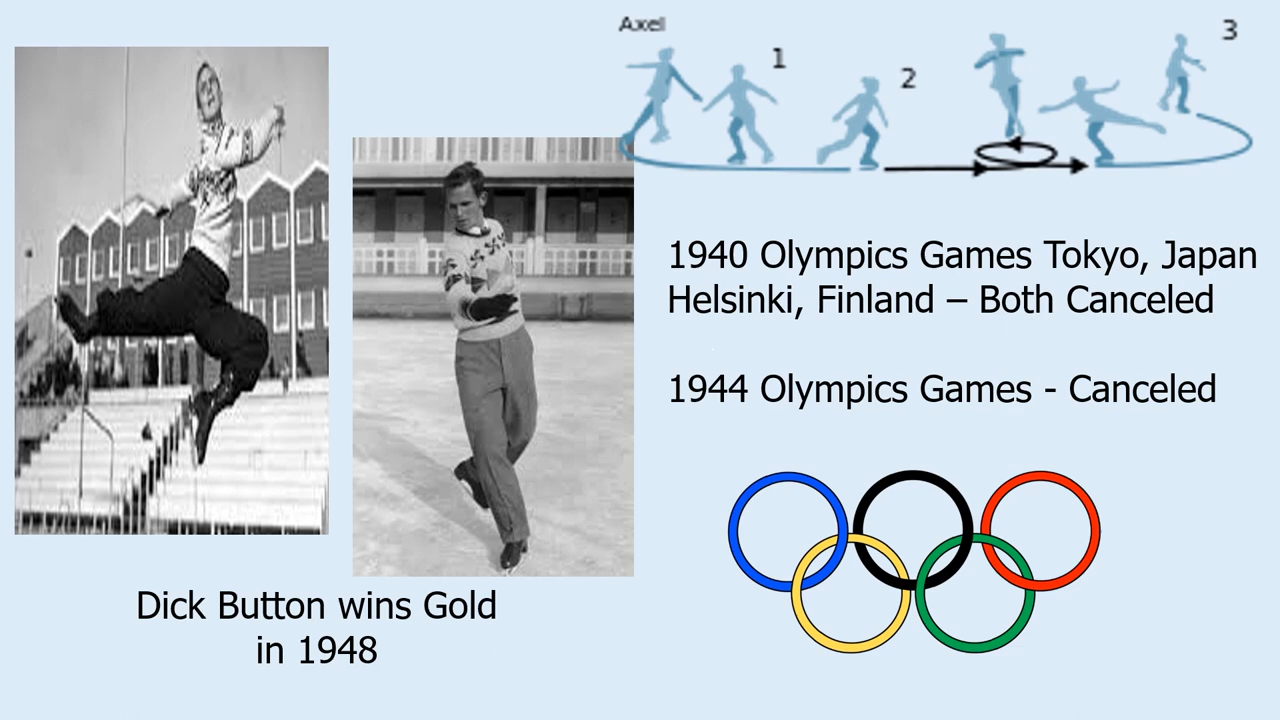 Axel
1
2
3
1940 Olympics Games Tokyo, Japan
Helsinki, Finland – Both Canceled
1944 Olympics Games - Canceled
Dick Button wins Gold
in 1948